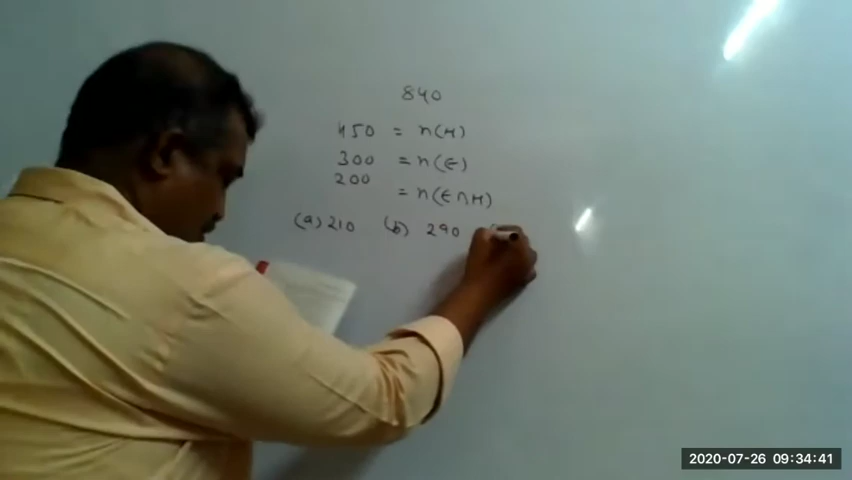 840
450 = n(H)
300 = n(E)
200 = n(E∩H)
(a) 210 (b) 290 (
2020-07-26 09:34:41